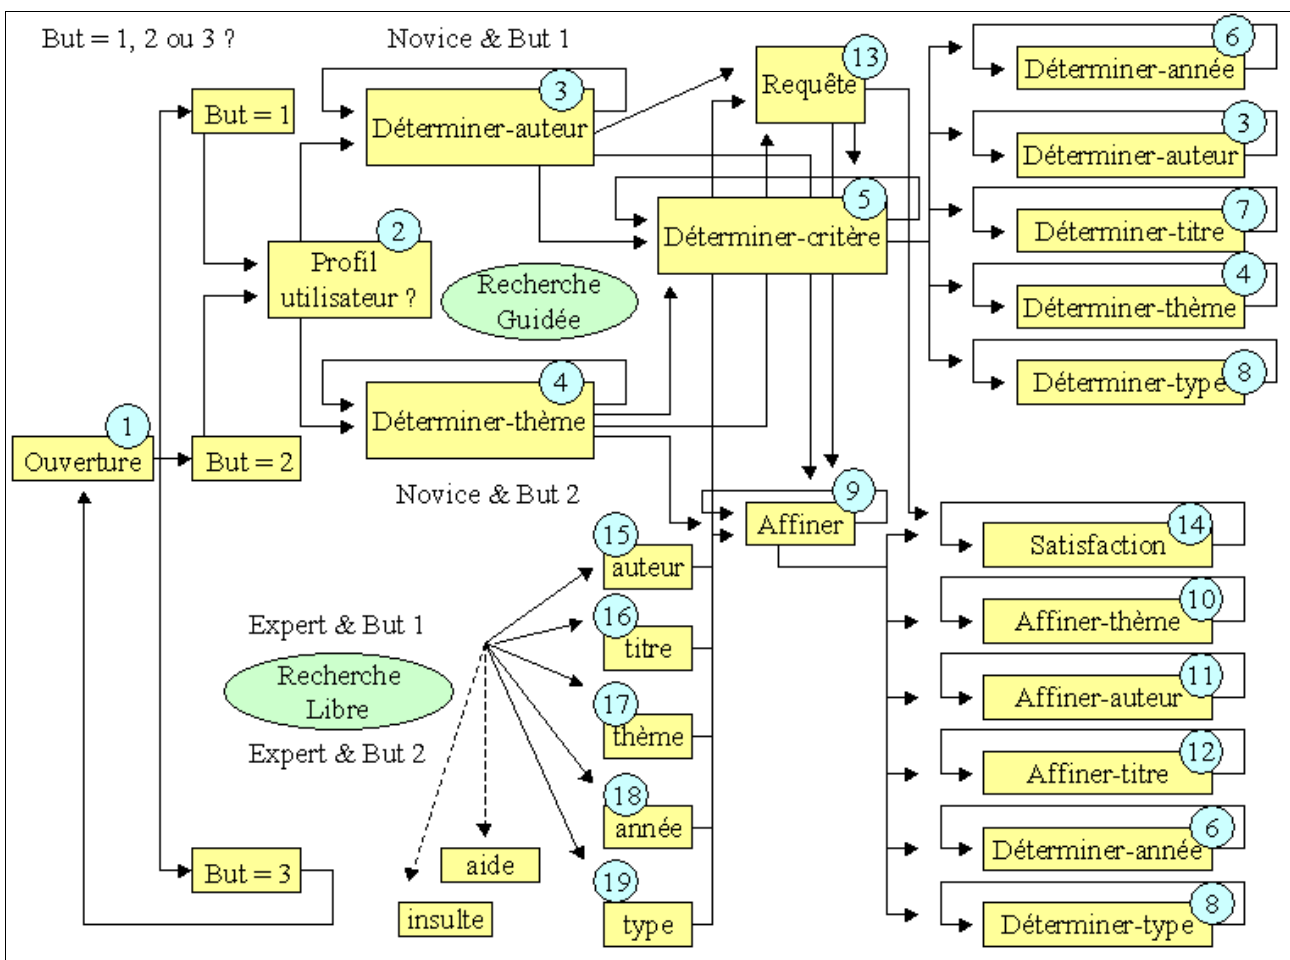 But = 1, 2 ou 3 ?
Novice & But 1
But = 1
3
Déterminer-auteur
2
Profil
utilisateur ?
Recherche
Guidée
4
Déterminer-thème
Novice & But 2
1
Ouverture
But = 2
13
Requête
5
Déterminer-critère
9
Affiner
6
Déterminer-année
3
Déterminer-auteur
7
Déterminer-titre
4
Déterminer-thème
8
Déterminer-type
Expert & But 1
Recherche
Libre
Expert & But 2
But = 3
aide
insulte
15
auteur
16
titre
17
thème
18
année
19
type
14
Satisfaction
10
Affiner-thème
11
Affiner-auteur
12
Affiner-titre
6
Déterminer-année
8
Déterminer-type